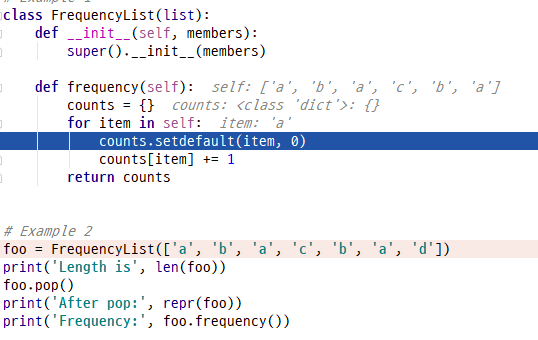 # Example 1
class FrequencyList(list):
    def __init__(self, members):
        super().__init__(members)

    def frequency(self):  self: ['a', 'b', 'a', 'c', 'b', 'a']
        counts = {}  counts: <class 'dict'>: {}
        for item in self:  item: 'a'
            counts.setdefault(item, 0)
            counts[item] += 1
        return counts

# Example 2
foo = FrequencyList(['a', 'b', 'a', 'c', 'b', 'a', 'd'])
print('Length is', len(foo))
foo.pop()
print('After pop:', repr(foo))
print('Frequency:', foo.frequency())